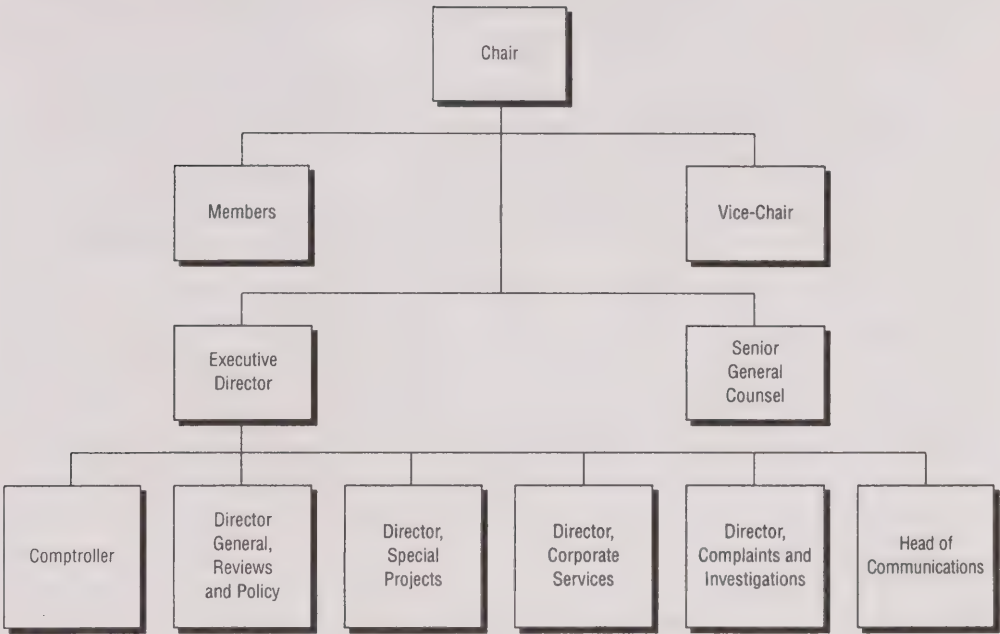 Chair
Members
Vice-Chair
Executive
Director
Senior
General
Counsel
Comptroller
Director
General,
Reviews
and Policy
Director,
Special
Projects
Director,
Corporate
Services
Director,
Complaints and
Investigations
Head of
Communications